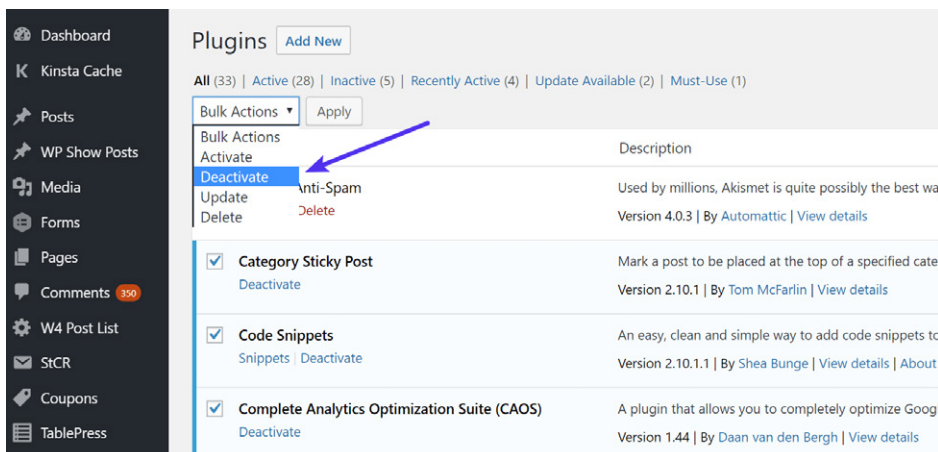 Dashboard
Kinsta Cache
Posts
WP Show Posts
Media
Forms
Pages
Comments 350
W4 Post List
StCR
Coupons
TablePress
Plugins Add New
All (33) | Active (28) | Inactive (5) | Recently Active (4) | Update Available (2) | Must-Use (1)
Bulk Actions ▼ Apply
Bulk Actions
Activate
Deactivate
Update
Delete
Description
Anti-Spam
Delete
Used by millions, Akismet is quite possibly the best
Version 4.0.3 | By Automattic | View details
Category Sticky Post
Deactivate
Mark a post to be placed at the top of a specified
Version 2.10.1 | By Tom McFarlin | View details
Code Snippets
Snippets | Deactivate
An easy, clean and simple way to add code snippets
Version 2.10.1.1 | By Shea Bunge | View details | About
Complete Analytics Optimization Suite (CAOS)
Deactivate
A plugin that allows you to completely optimize
Version 1.44 | By Daan van den Bergh | View details